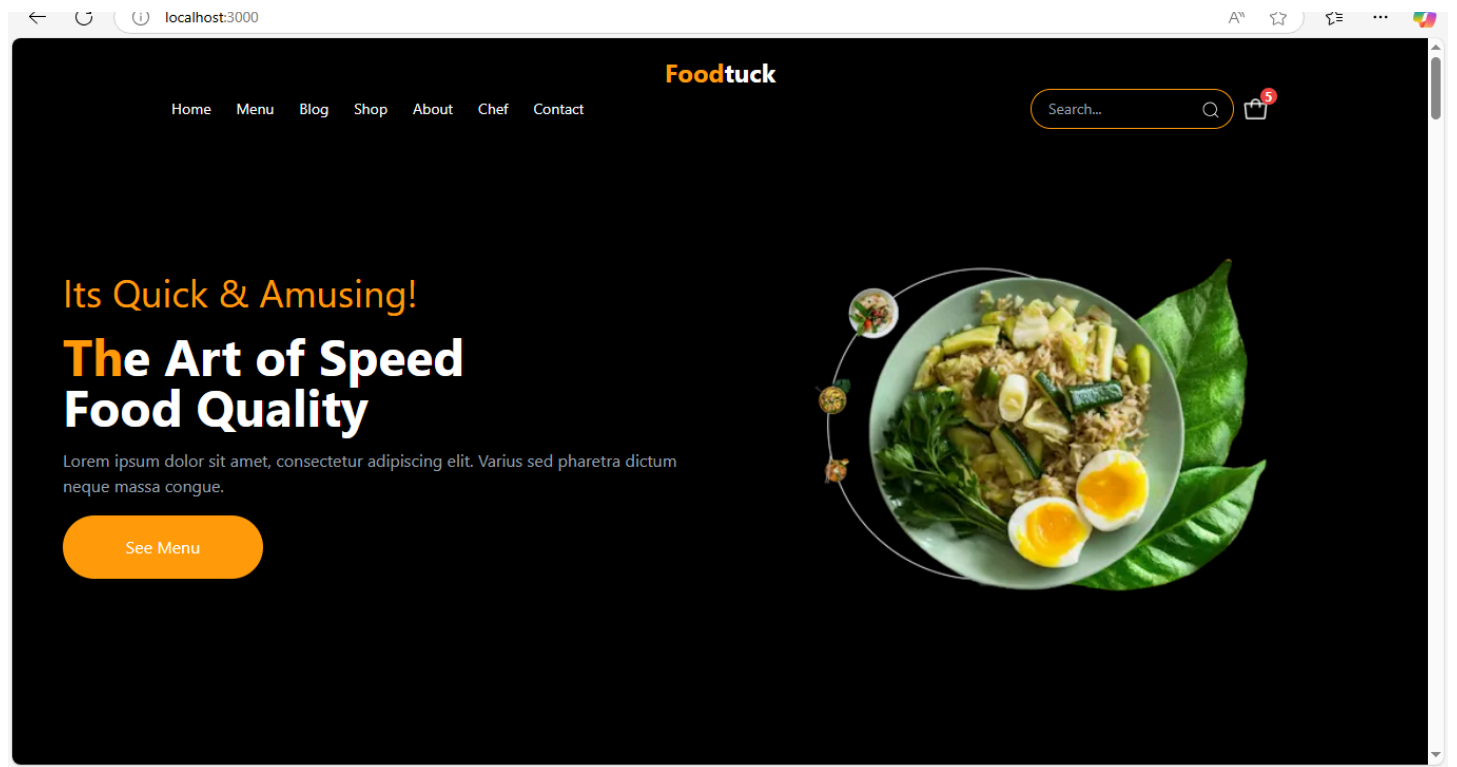 localhost:3000
Foodtuck
Home Menu Blog Shop About Chef Contact
Search...
5
Its Quick & Amusing!
The Art of Speed
Food Quality
Lorem ipsum dolor sit amet, consectetur adipiscing elit. Varius sed pharetra dictum
neque massa congue.
See Menu